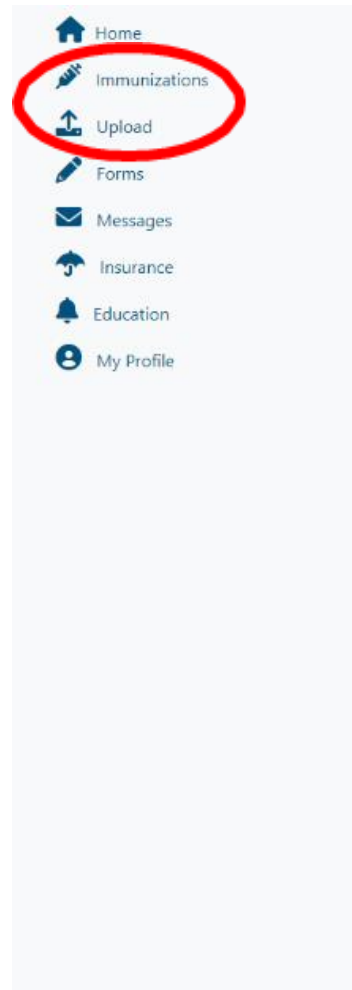 Home
Immunizations
Upload
Forms
Messages
Insurance
Education
My Profile